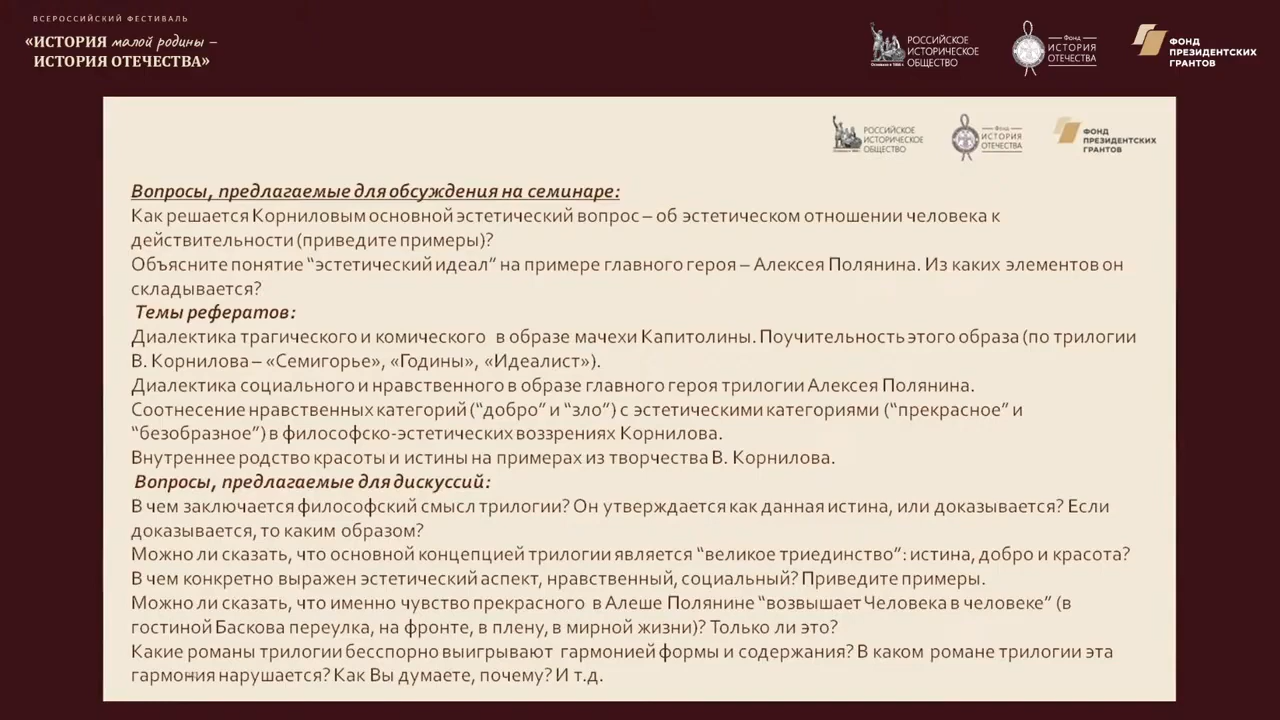 ВСЕРОССИЙСКИЙ ФЕСТИВАЛЬ
«ИСТОРИЯ малой родины –
ИСТОРИЯ ОТЕЧЕСТВА»
РОССИЙСКОЕ
ИСТОРИЧЕСКОЕ
ОБЩЕСТВО
Основано в 1866 г.
Фонд
ИСТОРИЯ
ОТЕЧЕСТВА
ФОНД
ПРЕЗИДЕНТСКИХ
ГРАНТОВ
РОССИЙСКОЕ
ИСТОРИЧЕСКОЕ
ОБЩЕСТВО
Фонд
ИСТОРИЯ
ОТЕЧЕСТВА
ФОНД
ПРЕЗИДЕНТСКИХ
ГРАНТОВ
Вопросы, предлагаемые для обсуждения на семинаре:
Как решается Корниловым основной эстетический вопрос – об эстетическом отношении человека к
действительности (приведите примеры)?
Объясните понятие “эстетический идеал” на примере главного героя – Алексея Полянина. Из каких элементов он
складывается?
Темы рефератов:
Диалектика трагического и комического в образе мачехи Капитолины. Поучительность этого образа (по трилогии
В. Корнилова – «Семигорье», «Годины», «Идеалист»).
Диалектика социального и нравственного в образе главного героя трилогии Алексея Полянина.
Соотнесение нравственных категорий (“добро” и “зло”) с эстетическими категориями (“прекрасное” и
“безобразное”) в философско-эстетических воззрениях Корнилова.
Внутреннее родство красоты и истины на примерах из творчества В. Корнилова.
Вопросы, предлагаемые для дискуссий:
В чем заключается философский смысл трилогии? Он утверждается как данная истина, или доказывается? Если
доказывается, то каким образом?
Можно ли сказать, что основной концепцией трилогии является “великое триединство”: истина, добро и красота?
В чем конкретно выражен эстетический аспект, нравственный, социальный? Приведите примеры.
Можно ли сказать, что именно чувство прекрасного в Алеше Полянине “возвышает Человека в человеке” (в
гостиной Баскова переулка, на фронте, в плену, в мирной жизни)? Только ли это?
Какие романы трилогии бесспорно выигрывают гармонией формы и содержания? В каком романе трилогии эта
гармония нарушается? Как Вы думаете, почему? И т.д.